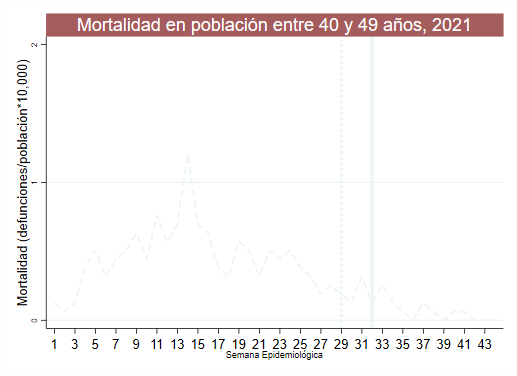 Mortalidad en población entre 40 y 49 años, 2021
Mortalidad (defunciones/población*10,000)
2
1
0
1 3 5 7 9 11 13 15 17 19 21 23 25 27 29 31 33 35 37 39 41 43
Semana Epidemiológica